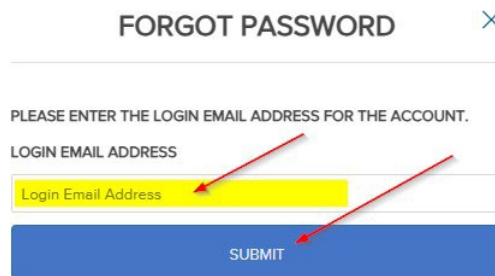 FORGOT PASSWORD
PLEASE ENTER THE LOGIN EMAIL ADDRESS FOR THE ACCOUNT.
LOGIN EMAIL ADDRESS
Login Email Address
SUBMIT